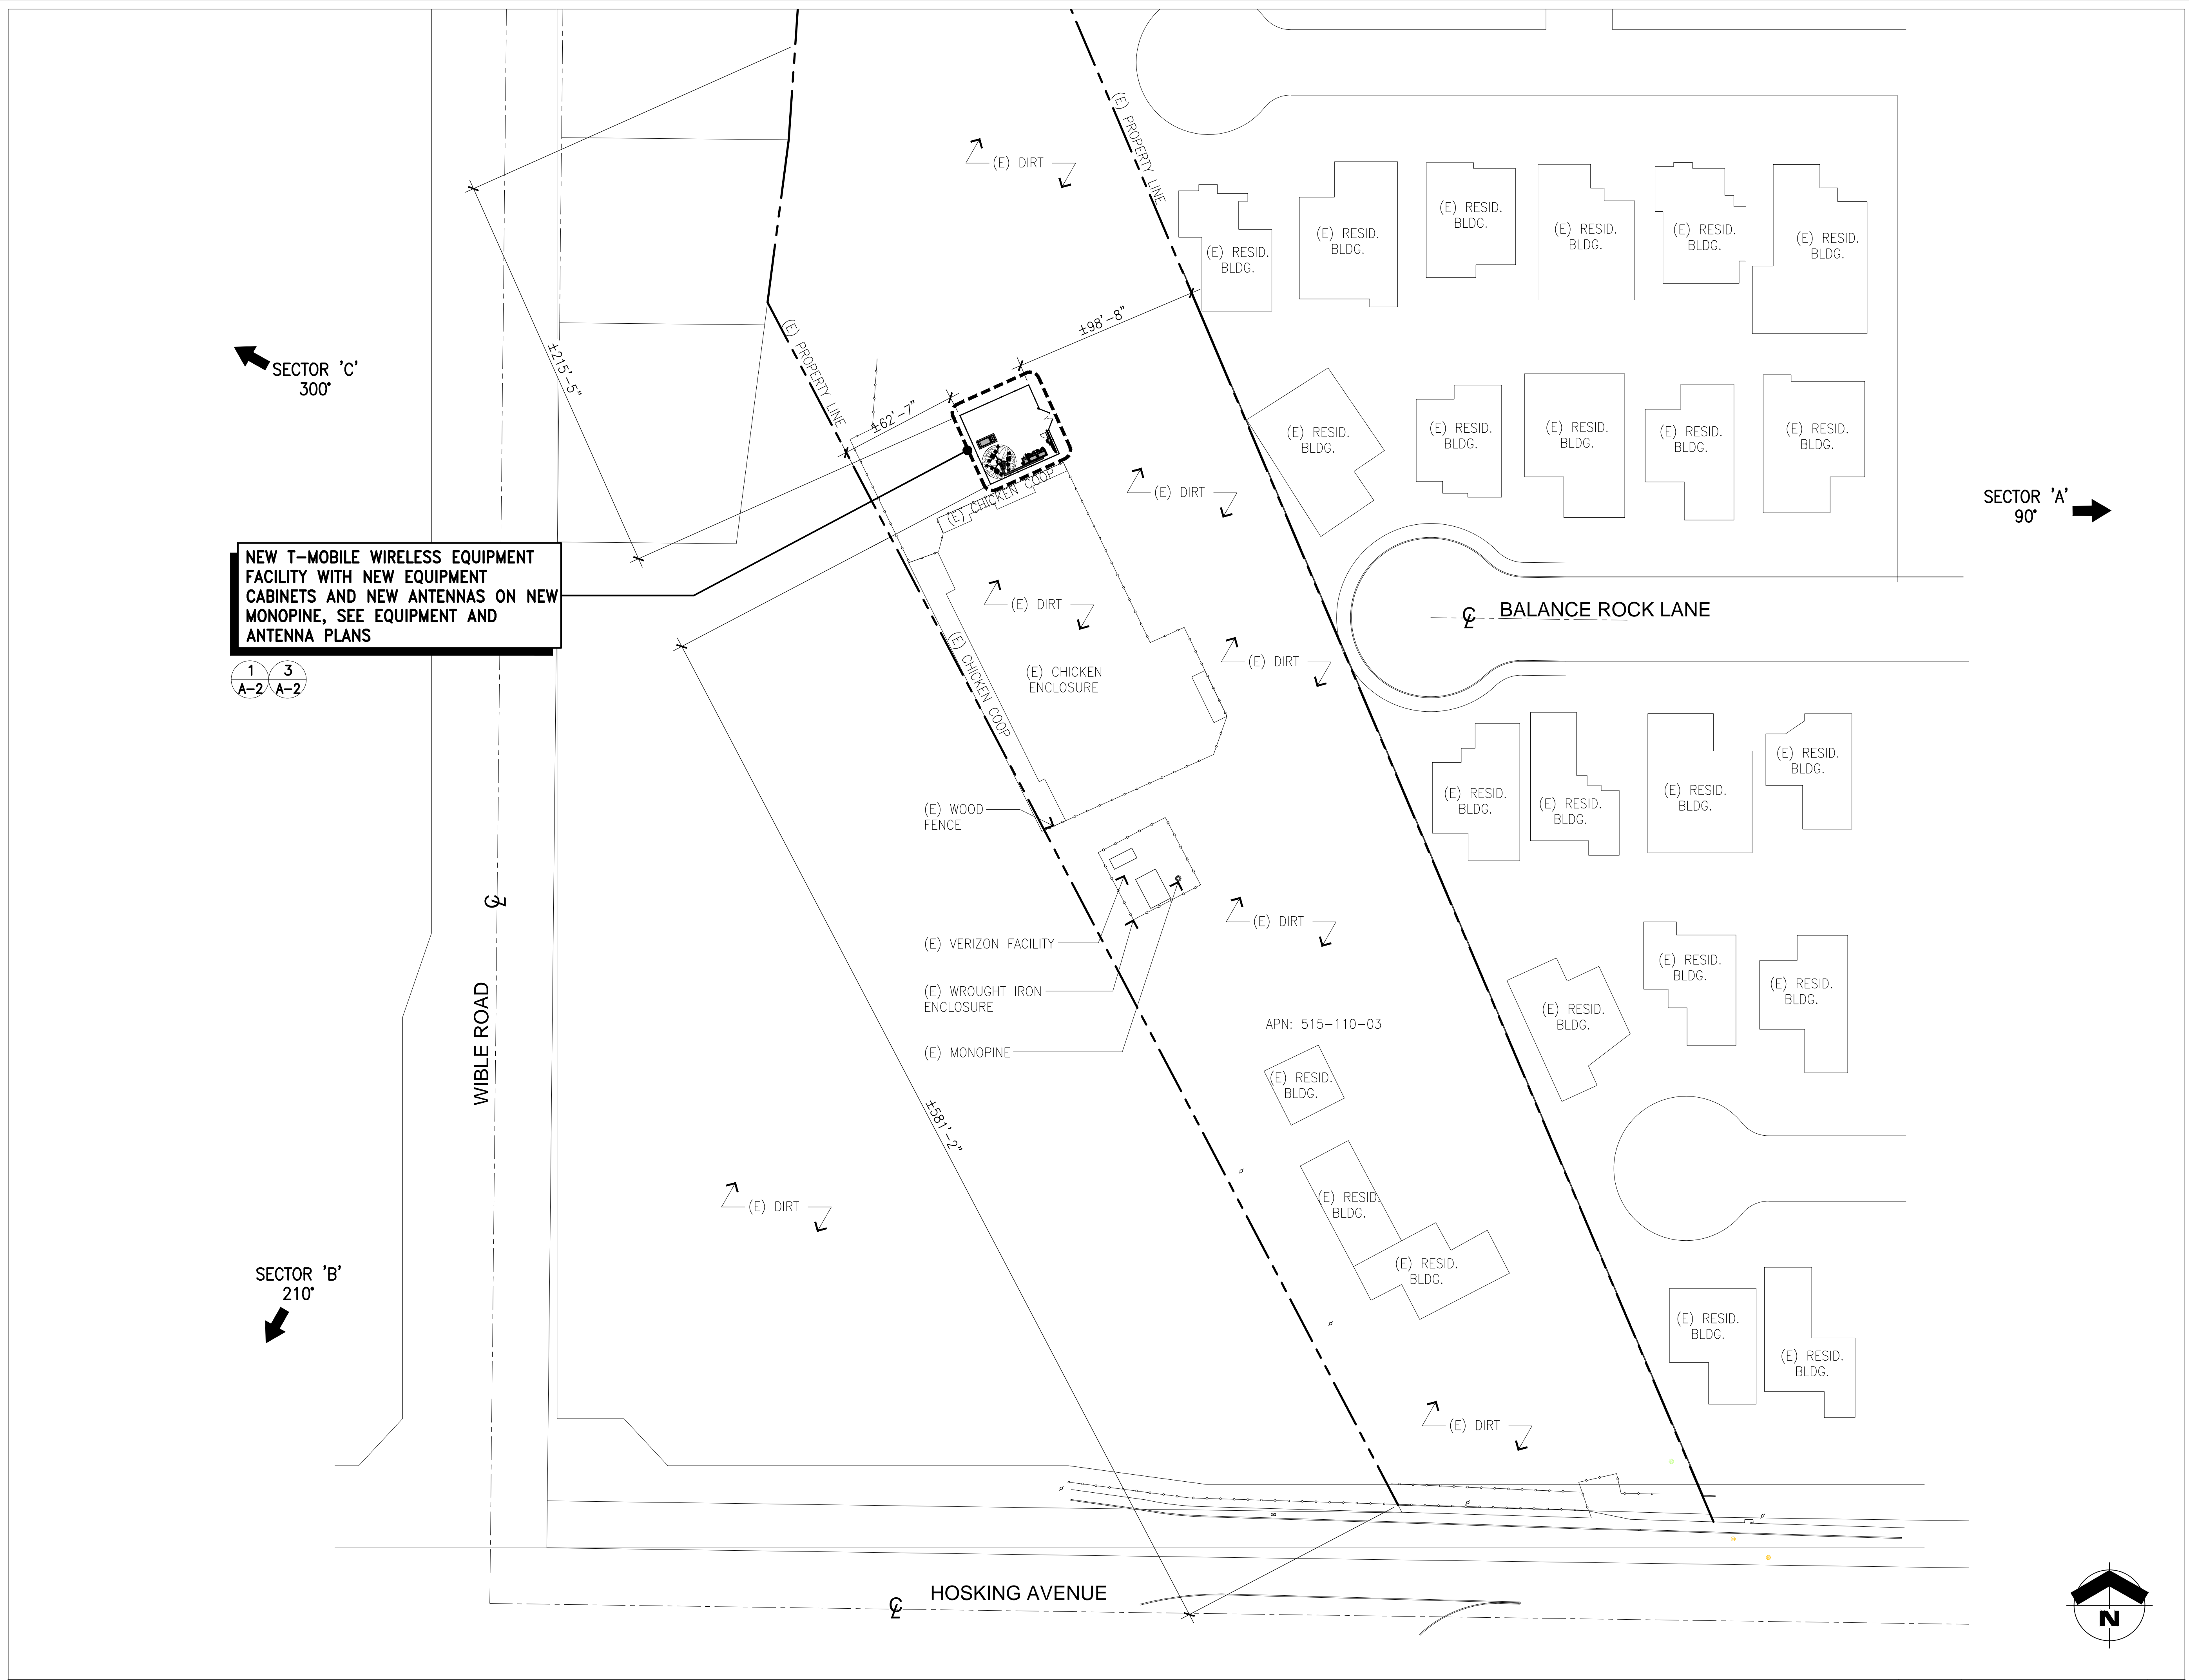 (E) PROPERTY LINE
(E) DIRT
(E) RESID.
BLDG.
(E) RESID.
BLDG.
(E) RESID.
BLDG.
(E) RESID.
BLDG.
(E) RESID.
BLDG.
(E) RESID.
BLDG.
±98'-8"
(E) PROPERTY LINE
±215'-5"
SECTOR 'C'
300°
±62'-7"
(E) RESID.
BLDG.
(E) RESID.
BLDG.
(E) RESID.
BLDG.
(E) RESID.
BLDG.
(E) RESID.
BLDG.
(E) CHICKEN COOP
(E) DIRT
SECTOR 'A'
90°
NEW T-MOBILE WIRELESS EQUIPMENT
FACILITY WITH NEW EQUIPMENT
CABINETS AND NEW ANTENNAS ON NEW
MONOPINE, SEE EQUIPMENT AND
ANTENNA PLANS
1
A-2
3
A-2
(E) DIRT
℄ BALANCE ROCK LANE
(E) CHICKEN COOP
(E) CHICKEN
ENCLOSURE
(E) DIRT
(E) RESID.
BLDG.
(E) RESID.
BLDG.
(E) RESID.
BLDG.
(E) RESID.
BLDG.
(E) WOOD
FENCE
℄
WIBLE ROAD
(E) DIRT
(E) VERIZON FACILITY
(E) WROUGHT IRON
ENCLOSURE
(E) MONOPINE
(E) RESID.
BLDG.
(E) RESID.
BLDG.
(E) RESID.
BLDG.
APN: 515-110-03
(E) RESID.
BLDG.
±581'-2"
(E) DIRT
(E) RESID.
BLDG.
(E) RESID.
BLDG.
SECTOR 'B'
210°
(E) RESID.
BLDG.
(E) RESID.
BLDG.
(E) DIRT
℄ HOSKING AVENUE
N